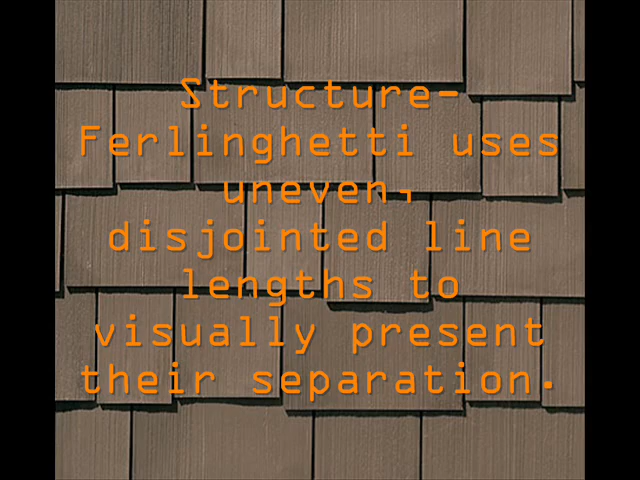 Structure-
Ferlinghetti uses
uneven,
disjointed line
lengths to
visually present
their separation.